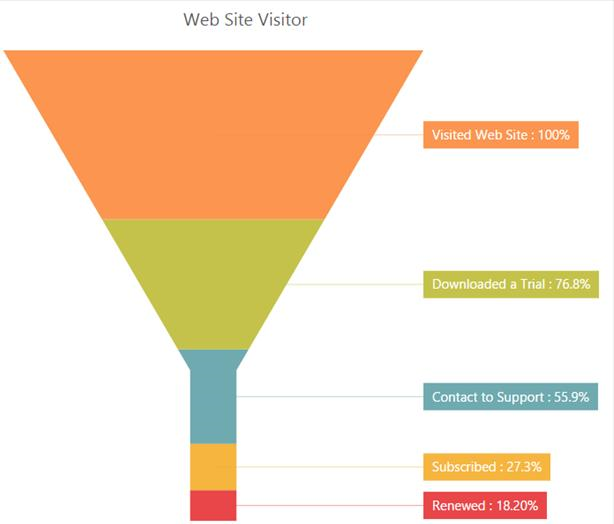 Web Site Visitor
Visited Web Site : 100%
Downloaded a Trial : 76.8%
Contact to Support : 55.9%
Subscribed : 27.3%
Renewed : 18.20%